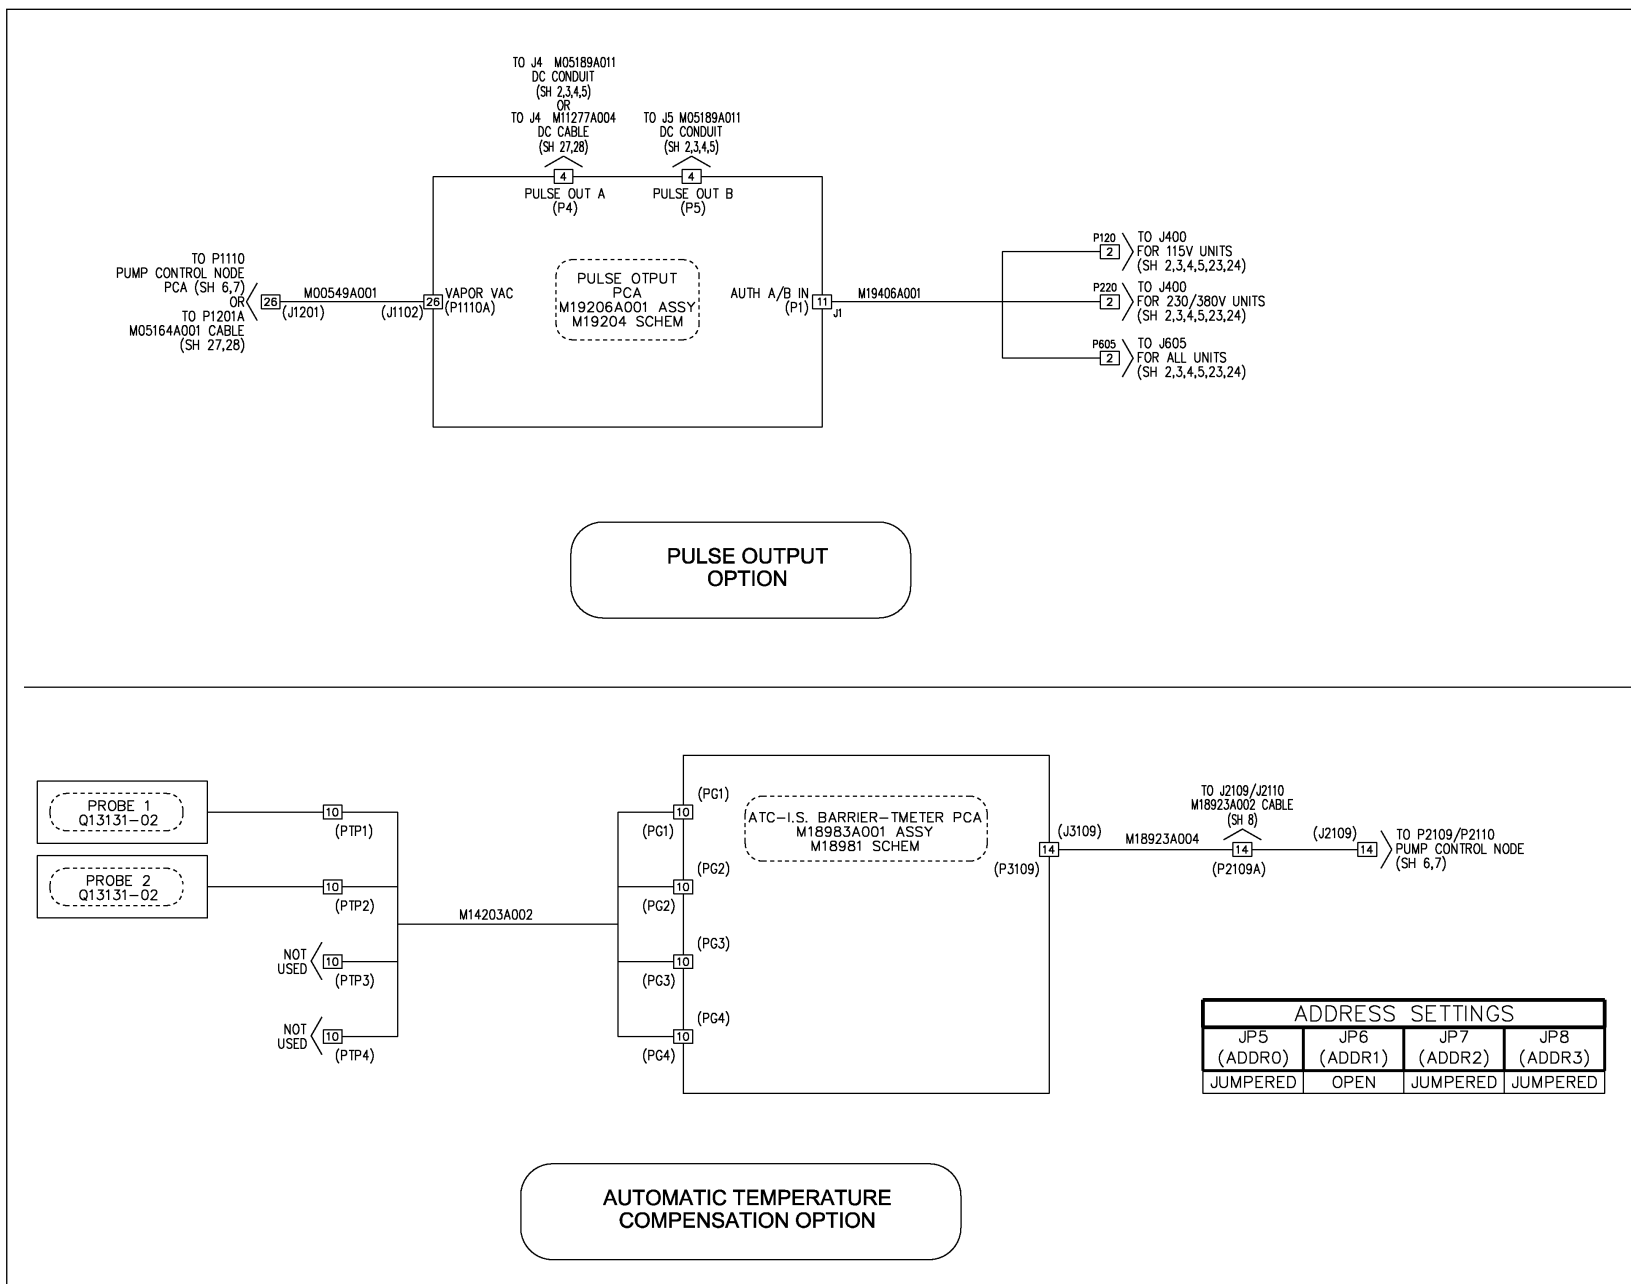 TO J4 M05189A011
DC CONDUIT
(SH 2,3,4,5)
OR
TO J4 M11277A004
DC CABLE
(SH 27,28)
4
PULSE OUT A
(P4)
TO J5 M05189A011
DC CONDUIT
(SH 2,3,4,5)
4
PULSE OUT B
(P5)
TO P1110
PUMP CONTROL NODE
PCA (SH 6,7)
OR
TO P1201A
M05164A001 CABLE
(SH 27,28)
26
(J1201)
M00549A001
(J1102)
26
VAPOR VAC
(P1110A)
PULSE OTPUT
PCA
M19206A001 ASSY
M19204 SCHEM
AUTH A/B IN
(P1)
11
J1
M19406A001
P120
2
TO J400
FOR 115V UNITS
(SH 2,3,4,5,23,24)
P220
2
TO J400
FOR 230/380V UNITS
(SH 2,3,4,5,23,24)
P605
2
TO J605
FOR ALL UNITS
(SH 2,3,4,5,23,24)
PULSE OUTPUT
OPTION
PROBE 1
Q13131-02
10
(PTP1)
PROBE 2
Q13131-02
10
(PTP2)
NOT
USED
10
(PTP3)
NOT
USED
10
(PTP4)
M14203A002
(PG1)
10
(PG1)
(PG2)
10
(PG2)
(PG3)
10
(PG3)
(PG4)
10
(PG4)
ATC-I.S. BARRIER-TMETER PCA
M18983A001 ASSY
M18981 SCHEM
(J3109)
14
(P3109)
M18923A004
TO J2109/J2110
M18923A002 CABLE
(SH 8)
14
(P2109A)
(J2109)
14
TO P2109/P2110
PUMP CONTROL NODE
(SH 6,7)
ADDRESS SETTINGS
JP5 JP6 JP7 JP8
(ADDR0) (ADDR1) (ADDR2) (ADDR3)
JUMPERED OPEN JUMPERED JUMPERED
AUTOMATIC TEMPERATURE
COMPENSATION OPTION